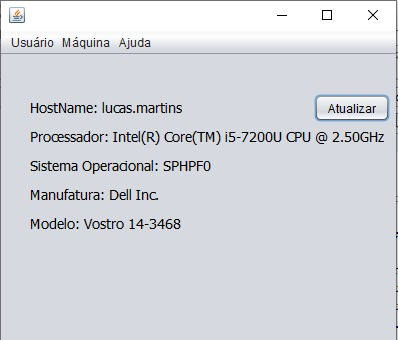 Usuário Máquina Ajuda
HostName: lucas.martins
Atualizar
Processador: Intel(R) Core(TM) i5-7200U CPU @ 2.50GHz
Sistema Operacional: SPHPF0
Manufatura: Dell Inc.
Modelo: Vostro 14-3468